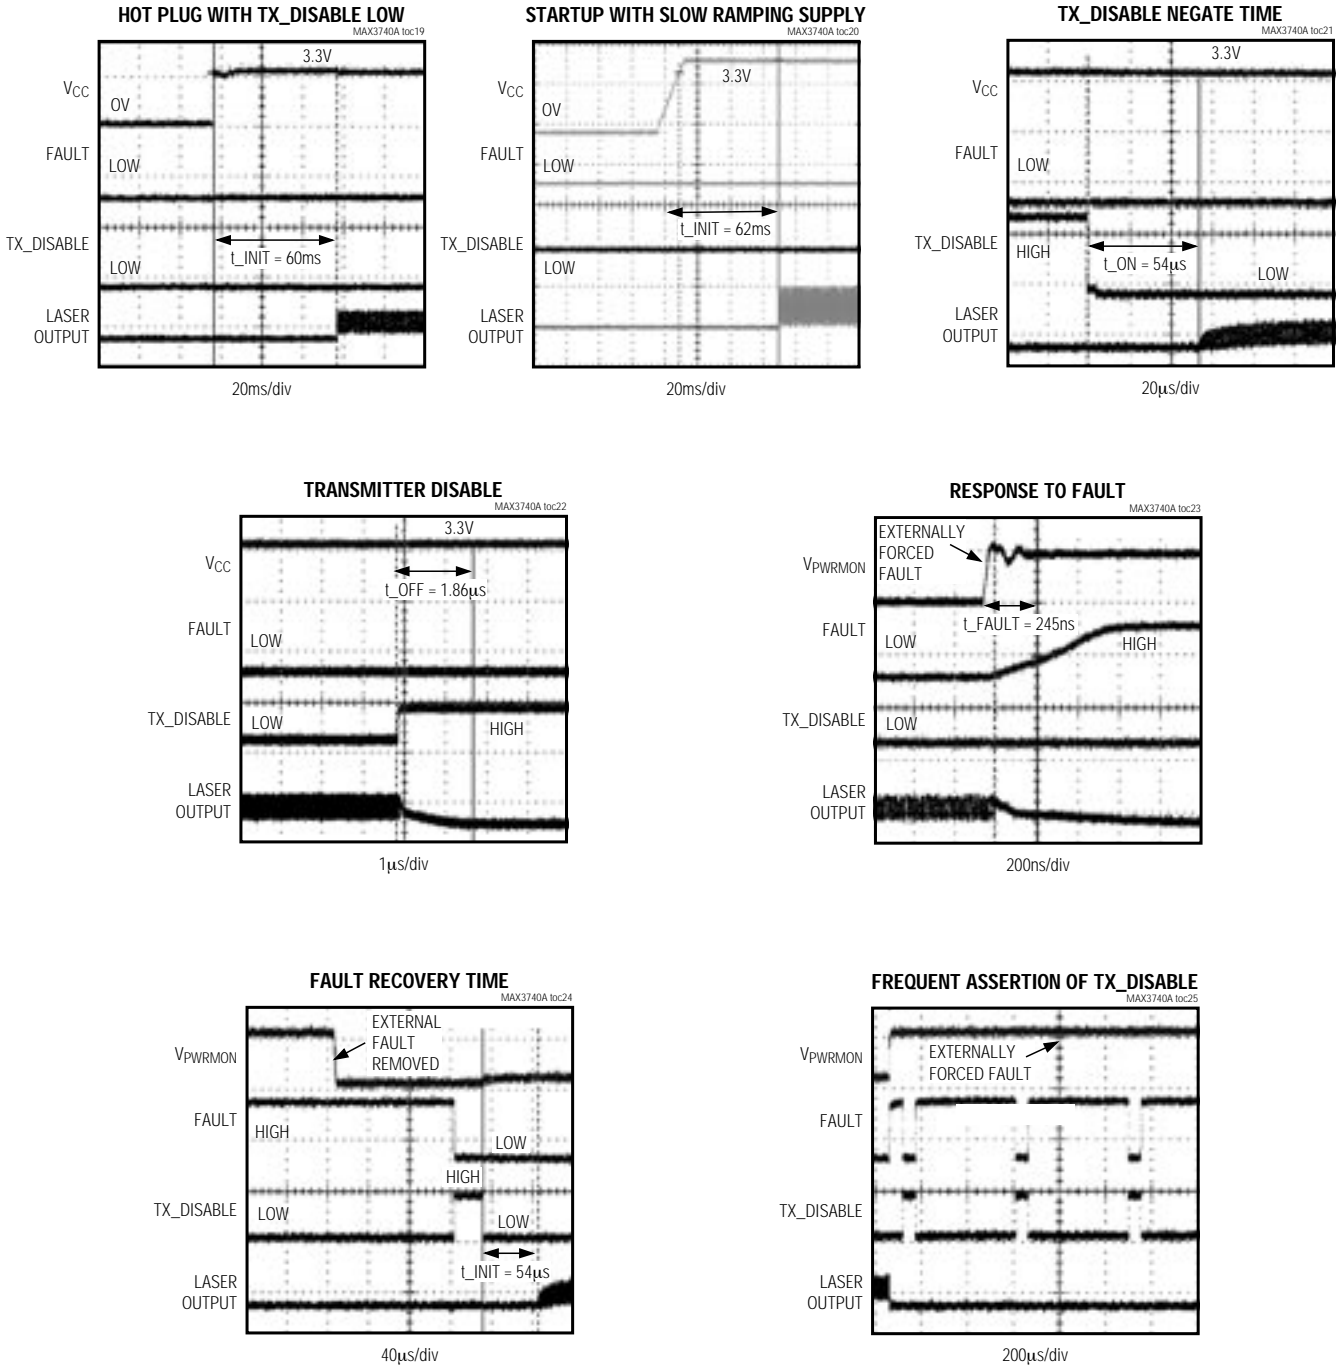 HOT PLUG WITH TX_DISABLE LOW
MAX3740A toc19
3.3V
VCC
0V
FAULT
LOW
TX_DISABLE
t_INIT = 60ms
LOW
LASER
OUTPUT
20ms/div
STARTUP WITH SLOW RAMPING SUPPLY
MAX3740A toc20
3.3V
VCC
0V
FAULT
LOW
t_INIT = 62ms
TX_DISABLE
LOW
LASER
OUTPUT
20ms/div
TX_DISABLE NEGATE TIME
MAX3740A toc21
3.3V
VCC
FAULT
LOW
TX_DISABLE
HIGH
t_ON = 54μs
LOW
LASER
OUTPUT
20μs/div
TRANSMITTER DISABLE
MAX3740A toc22
3.3V
VCC
t_OFF = 1.86μs
FAULT
LOW
TX_DISABLE
LOW
HIGH
LASER
OUTPUT
1μs/div
RESPONSE TO FAULT
MAX3740A toc23
EXTERNALLY
FORCED
FAULT
VPWRMON
t_FAULT = 245ns
FAULT
LOW
HIGH
TX_DISABLE
LOW
LASER
OUTPUT
200ns/div
FAULT RECOVERY TIME
MAX3740A toc24
EXTERNAL
FAULT
REMOVED
VPWRMON
FAULT
HIGH
LOW
HIGH
TX_DISABLE
LOW
LOW
t_INIT = 54μs
LASER
OUTPUT
40μs/div
FREQUENT ASSERTION OF TX_DISABLE
MAX3740A toc25
VPWRMON
EXTERNALLY
FORCED FAULT
FAULT
TX_DISABLE
LASER
OUTPUT
200μs/div